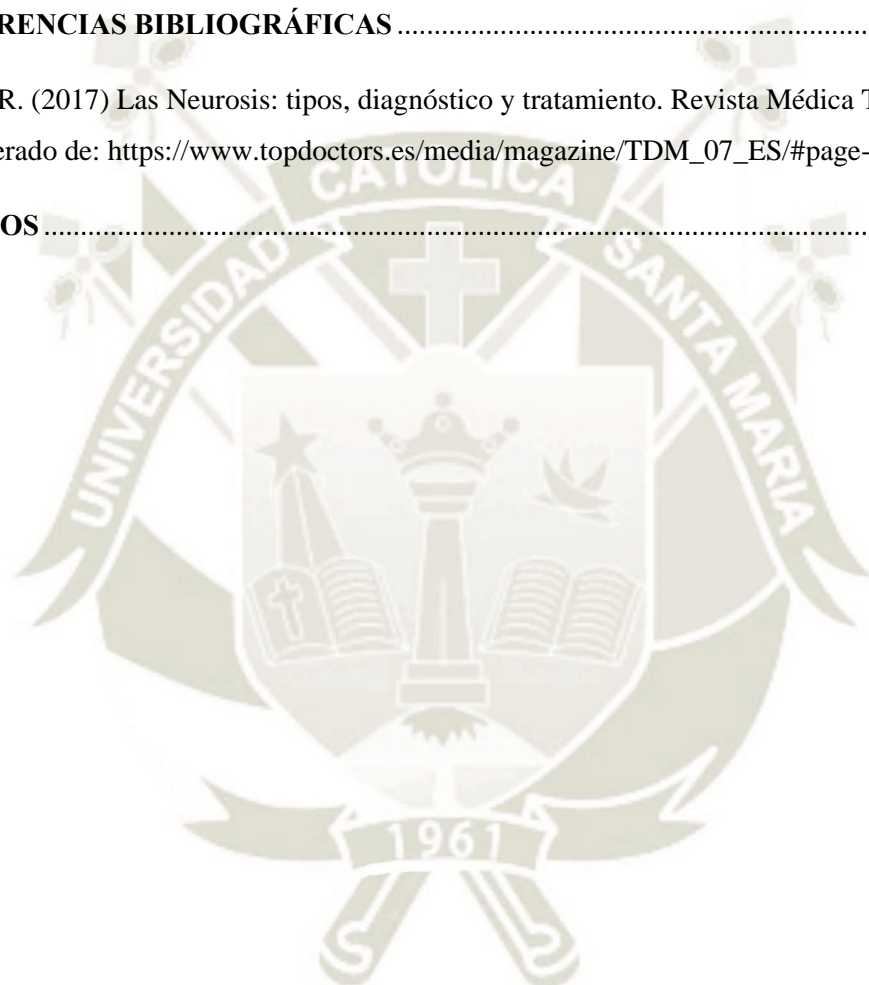 RENCIAS BIBLIOGRÁFICAS ................................................................
R. (2017) Las Neurosis: tipos, diagnóstico y tratamiento. Revista Médica T
erado de: https://www.topdoctors.es/media/magazine/TDM_07_ES/#page-
OS ................................................................................................................
UNIVERSIDAD CATOLICA SANTA MARIA
1961